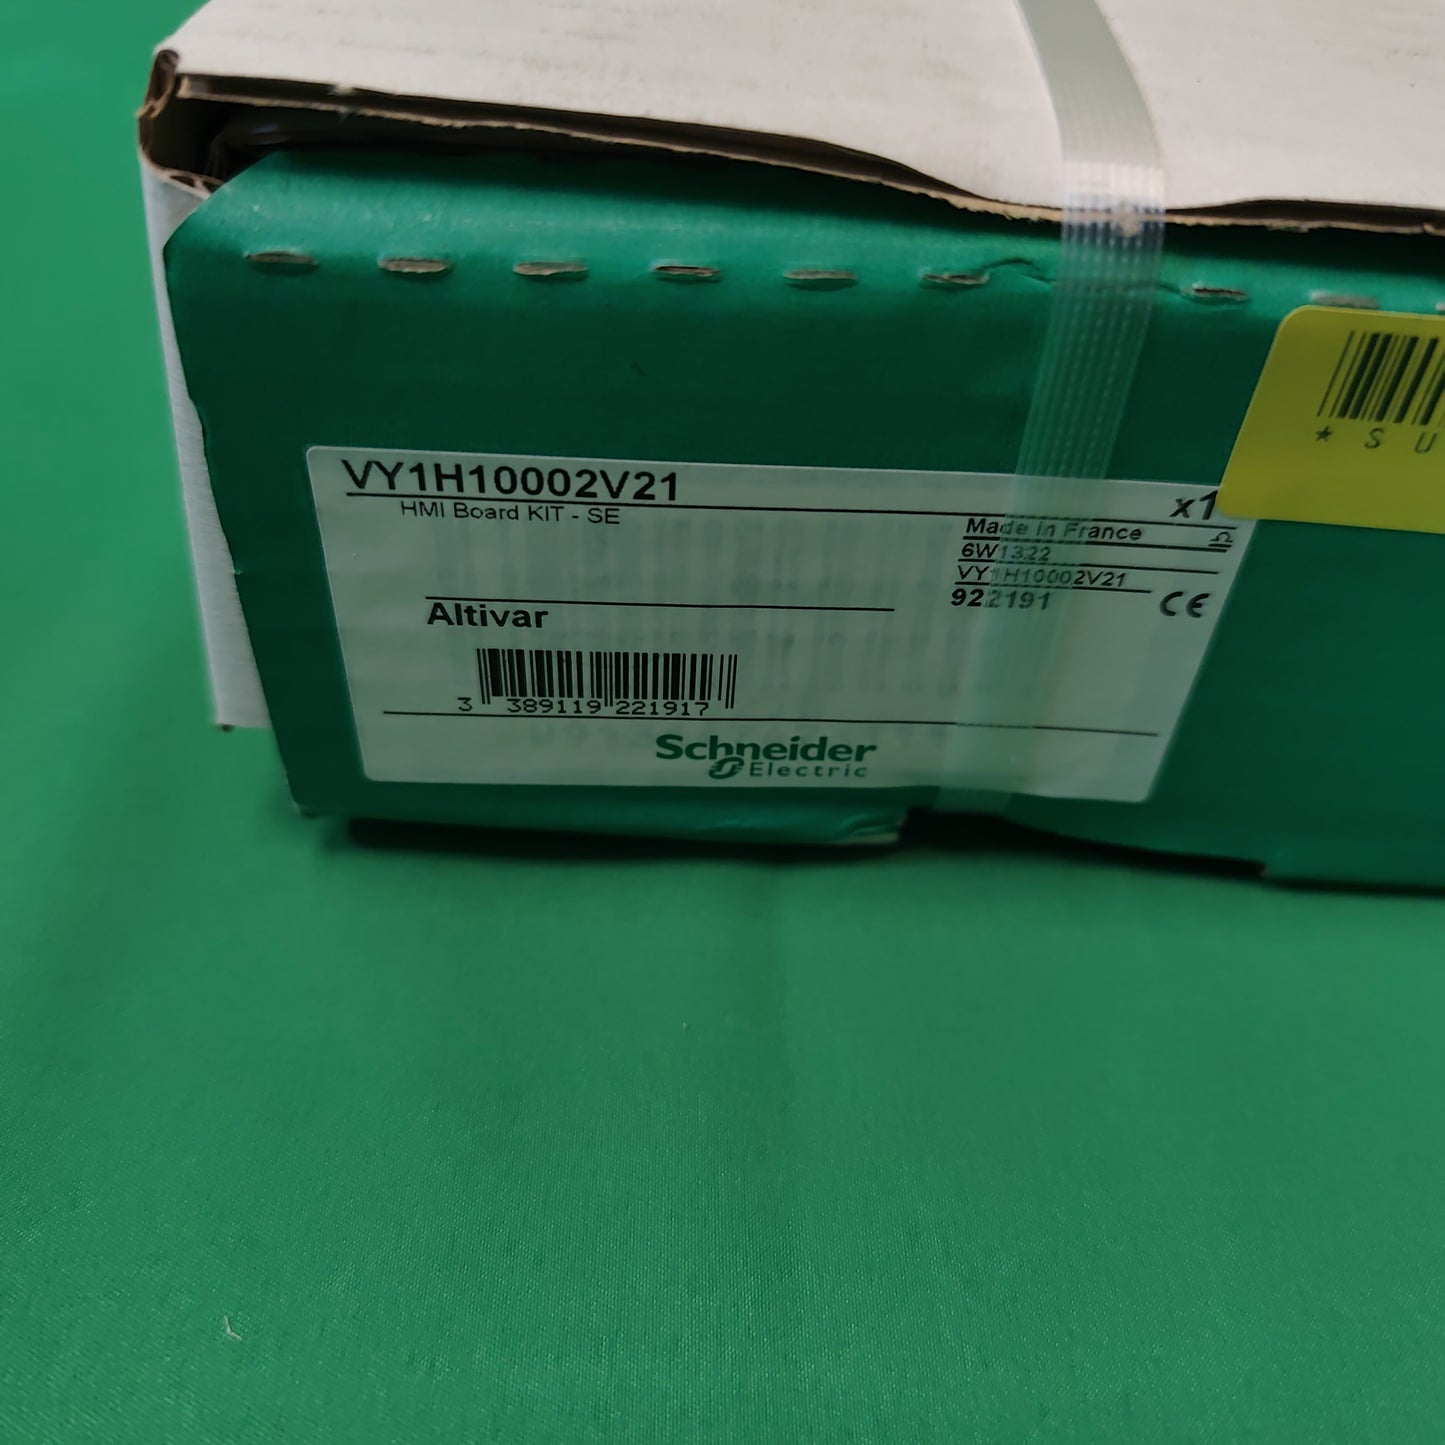 VY1H10002V21
x1
HMI Board KIT - SE
Made in France
6W1322
VY1H10002V21
922191
CE
Altivar
3 389119 221917
Schneider
Electric
* S U